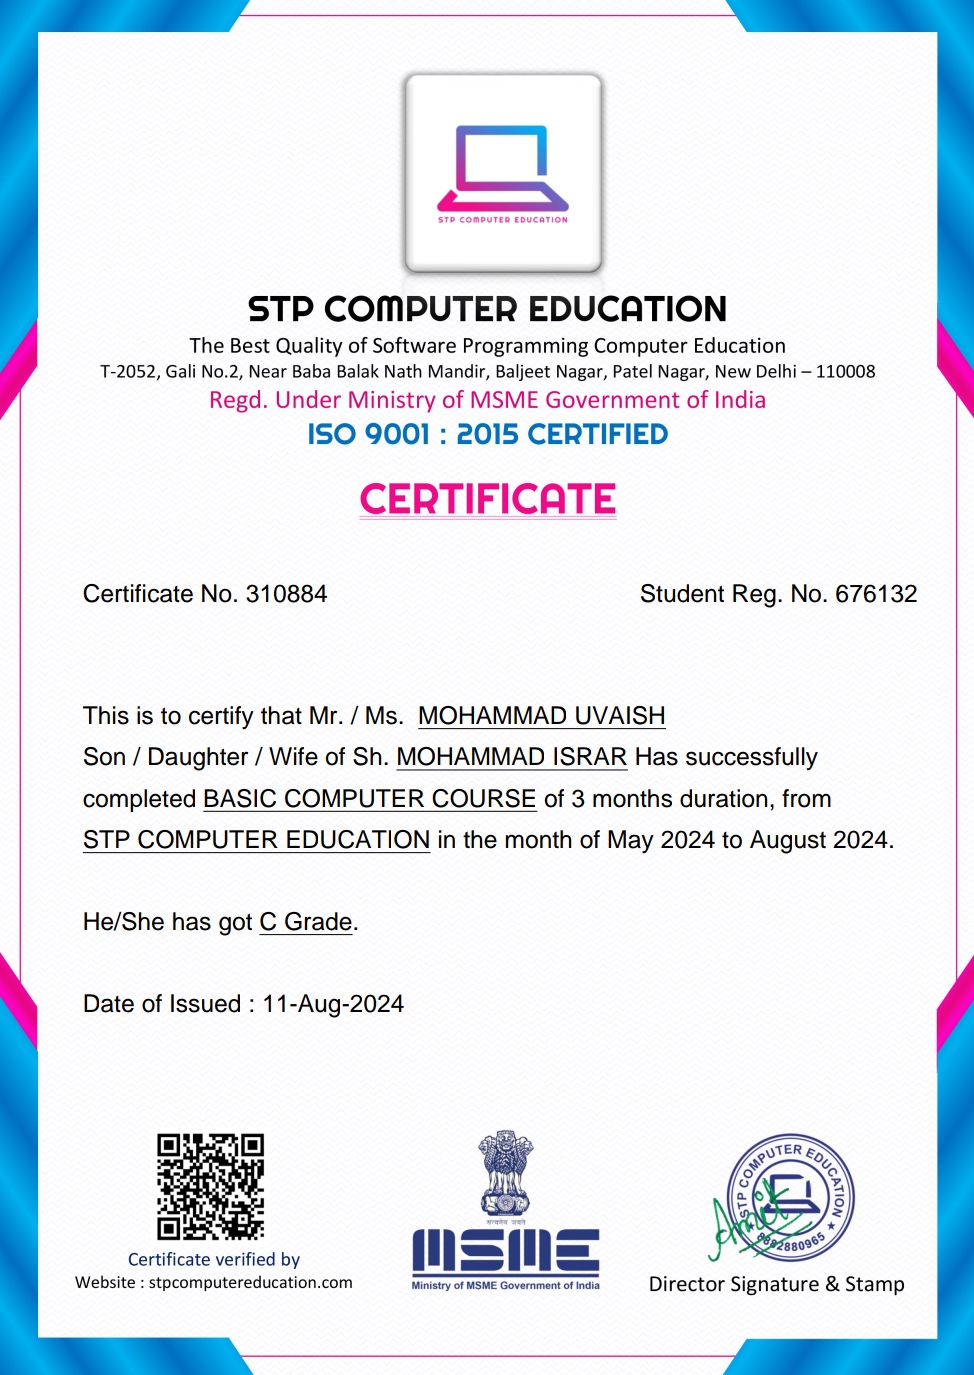 STP COMPUTER EDUCATION
STP COMPUTER EDUCATION
The Best Quality of Software Programming Computer Education
T-2052, Gali No.2, Near Baba Balak Nath Mandir, Baljeet Nagar, Patel Nagar, New Delhi – 110008
Regd. Under Ministry of MSME Government of India
ISO 9001 : 2015 CERTIFIED
CERTIFICATE
Certificate No. 310884 Student Reg. No. 676132
This is to certify that Mr. / Ms. MOHAMMAD UVAISH
Son / Daughter / Wife of Sh. MOHAMMAD ISRAR Has successfully
completed BASIC COMPUTER COURSE of 3 months duration, from
STP COMPUTER EDUCATION in the month of May 2024 to August 2024.
He/She has got C Grade.
Date of Issued : 11-Aug-2024
Certificate verified by
Website : stpcomputereducation.com
सत्यमेव जयते
MSME
Ministry of MSME Government of India
STP COMPUTER EDUCATION
Amit
Director Signature & Stamp